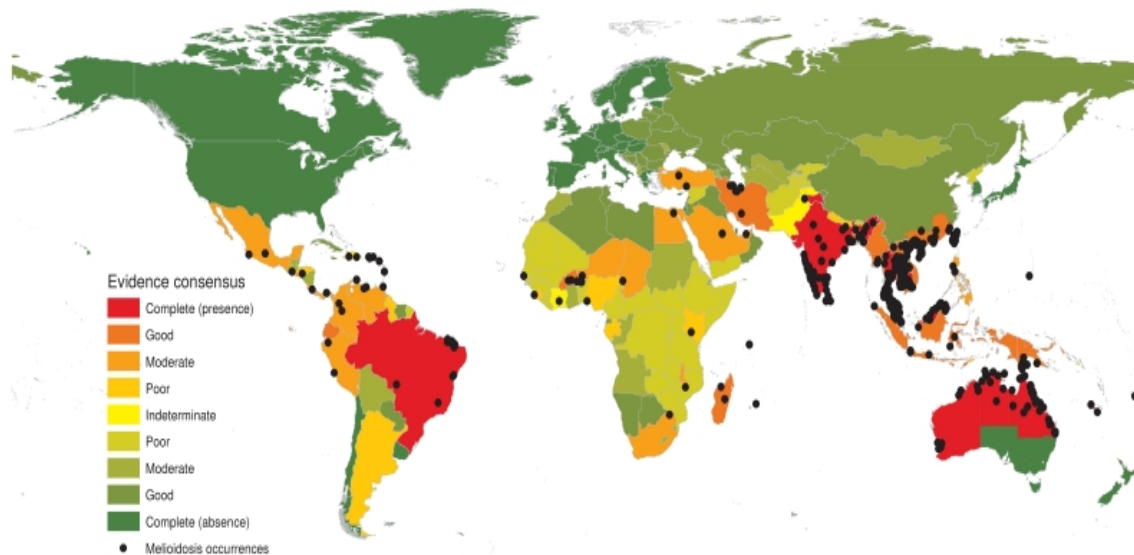 Evidence consensus
Complete (presence)
Good
Moderate
Poor
Indeterminate
Poor
Moderate
Good
Complete (absence)
Melioidosis occurrences